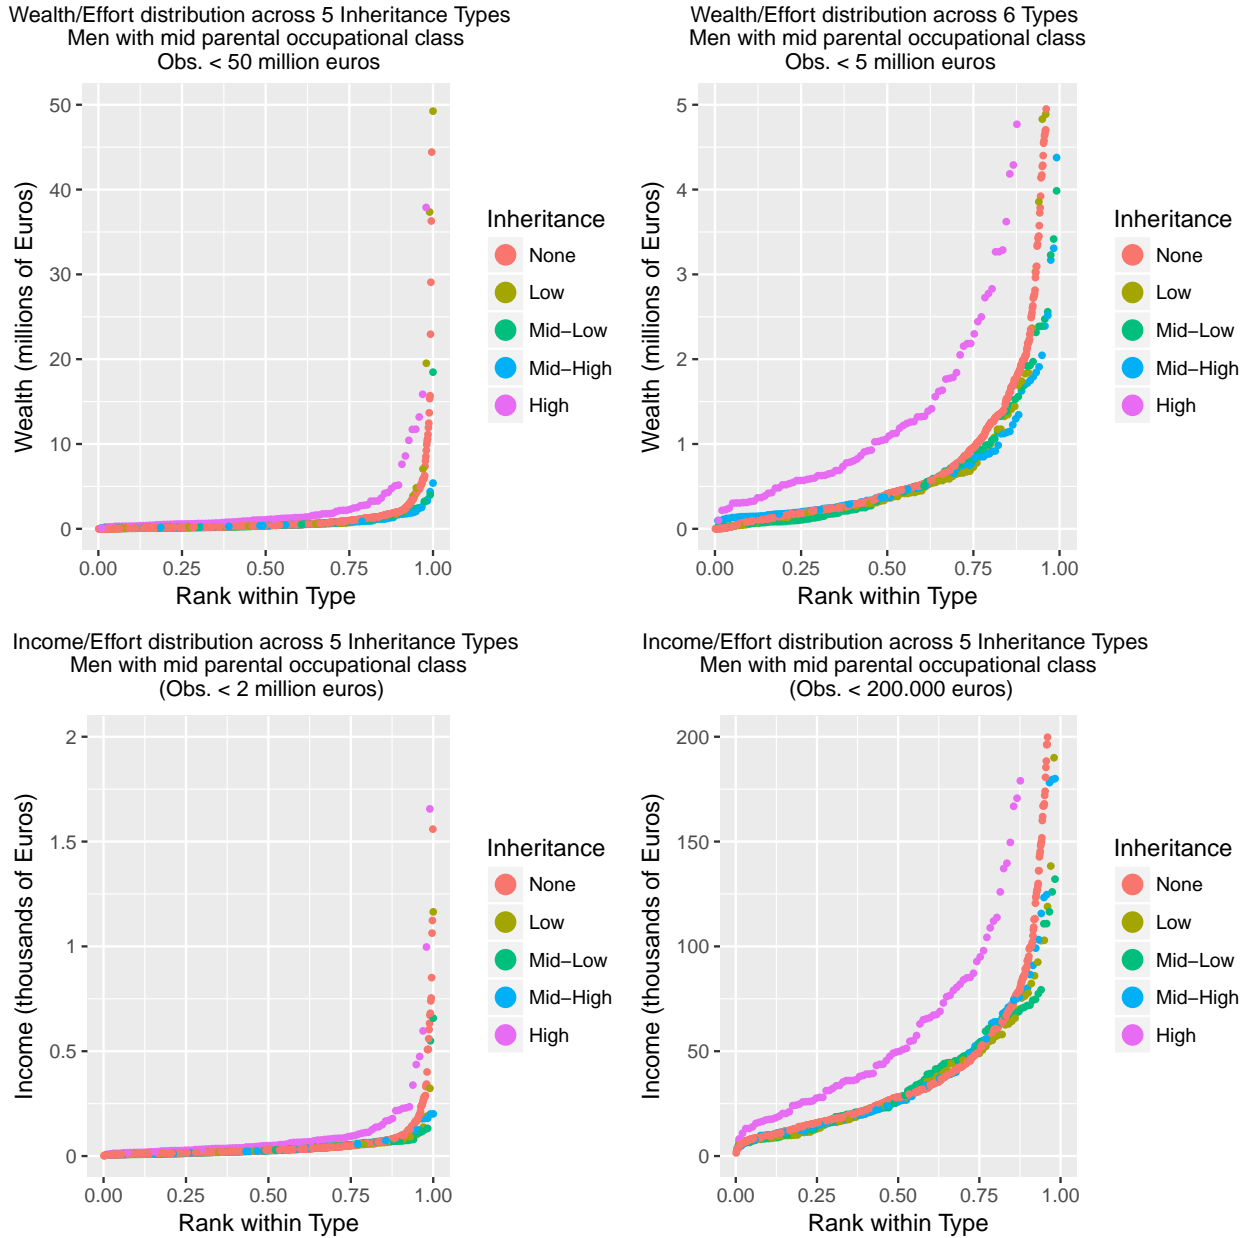 Wealth/Effort distribution across 5 Inheritance Types
Men with mid parental occupational class
Obs. < 50 million euros
50
40
30
20
10
0
Wealth (millions of Euros)
0.00 0.25 0.50 0.75 1.00
Rank within Type
Inheritance
None
Low
Mid−Low
Mid−High
High
Wealth/Effort distribution across 6 Types
Men with mid parental occupational class
Obs. < 5 million euros
5
4
3
2
1
0
Wealth (millions of Euros)
0.00 0.25 0.50 0.75 1.00
Rank within Type
Inheritance
None
Low
Mid−Low
Mid−High
High
Income/Effort distribution across 5 Inheritance Types
Men with mid parental occupational class
(Obs. < 2 million euros)
2
1.5
1
0.5
0
Income (thousands of Euros)
0.00 0.25 0.50 0.75 1.00
Rank within Type
Inheritance
None
Low
Mid−Low
Mid−High
High
Income/Effort distribution across 5 Inheritance Types
Men with mid parental occupational class
(Obs. < 200.000 euros)
200
150
100
50
0
Income (thousands of Euros)
0.00 0.25 0.50 0.75 1.00
Rank within Type
Inheritance
None
Low
Mid−Low
Mid−High
High